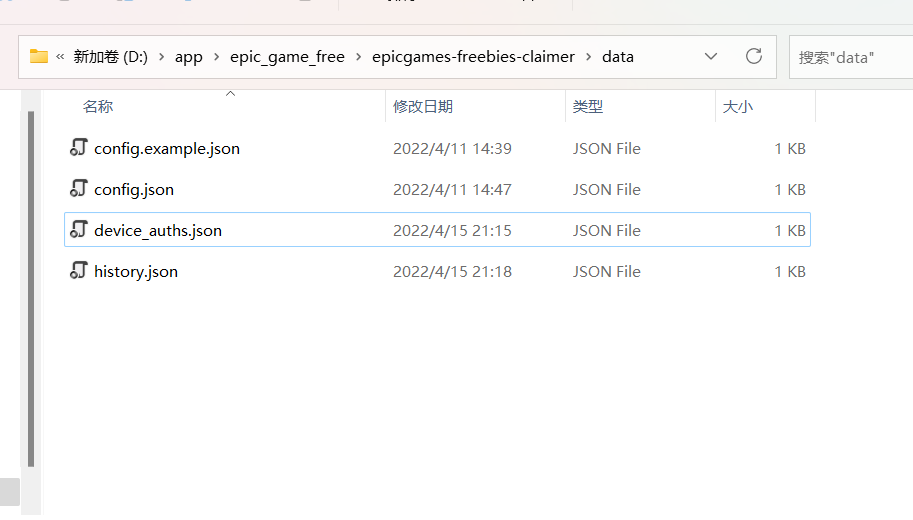 « 新加卷 (D:) › app › epic_game_free › epicgames-freebies-claimer › data
搜索"data"
名称 修改日期 类型 大小
config.example.json 2022/4/11 14:39 JSON File 1 KB
config.json 2022/4/11 14:47 JSON File 1 KB
device_auths.json 2022/4/15 21:15 JSON File 1 KB
history.json 2022/4/15 21:18 JSON File 1 KB